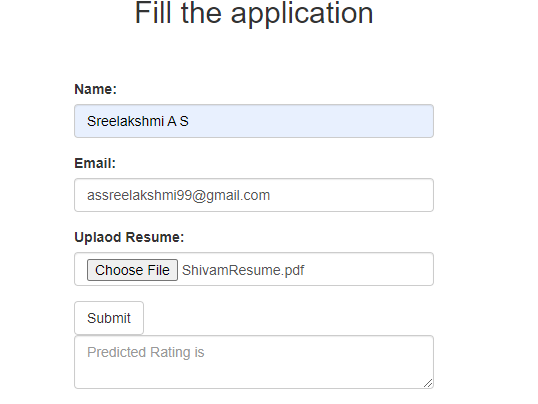 Fill the application
Name:
Sreelakshmi A S
Email:
assreelakshmi99@gmail.com
Uplaod Resume:
Choose File ShivamResume.pdf
Submit
Predicted Rating is